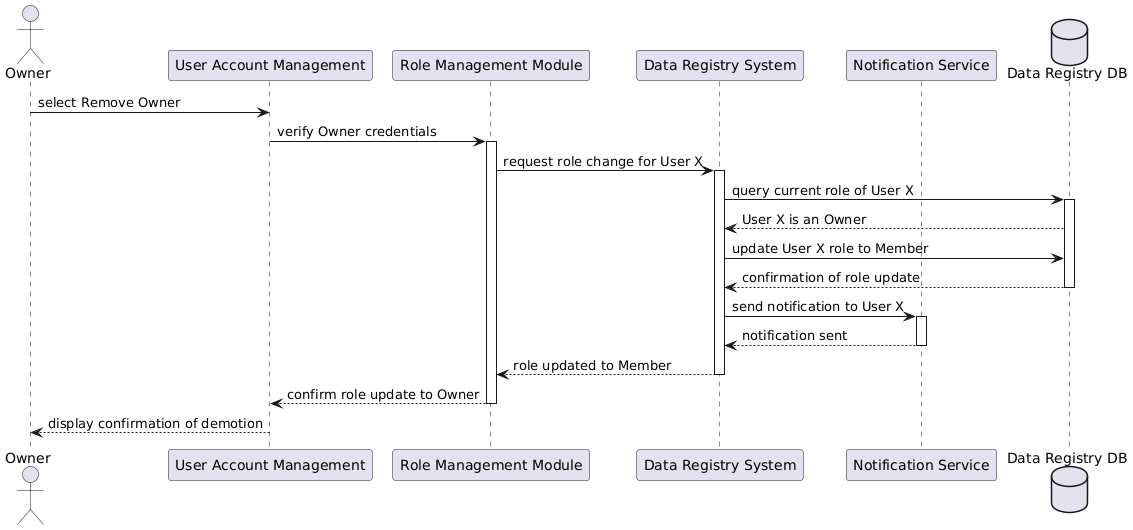 Owner
User Account Management
Role Management Module
Data Registry System
Notification Service
Data Registry DB
select Remove Owner
verify Owner credentials
request role change for User X
query current role of User X
User X is an Owner
update User X role to Member
confirmation of role update
send notification to User X
notification sent
role updated to Member
confirm role update to Owner
display confirmation of demotion
Owner
User Account Management
Role Management Module
Data Registry System
Notification Service
Data Registry DB